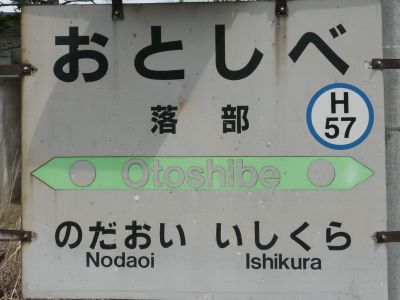 おとしべ
落部
H
57
Otoshibe
のだおい いしくら
Nodaoi Ishikura